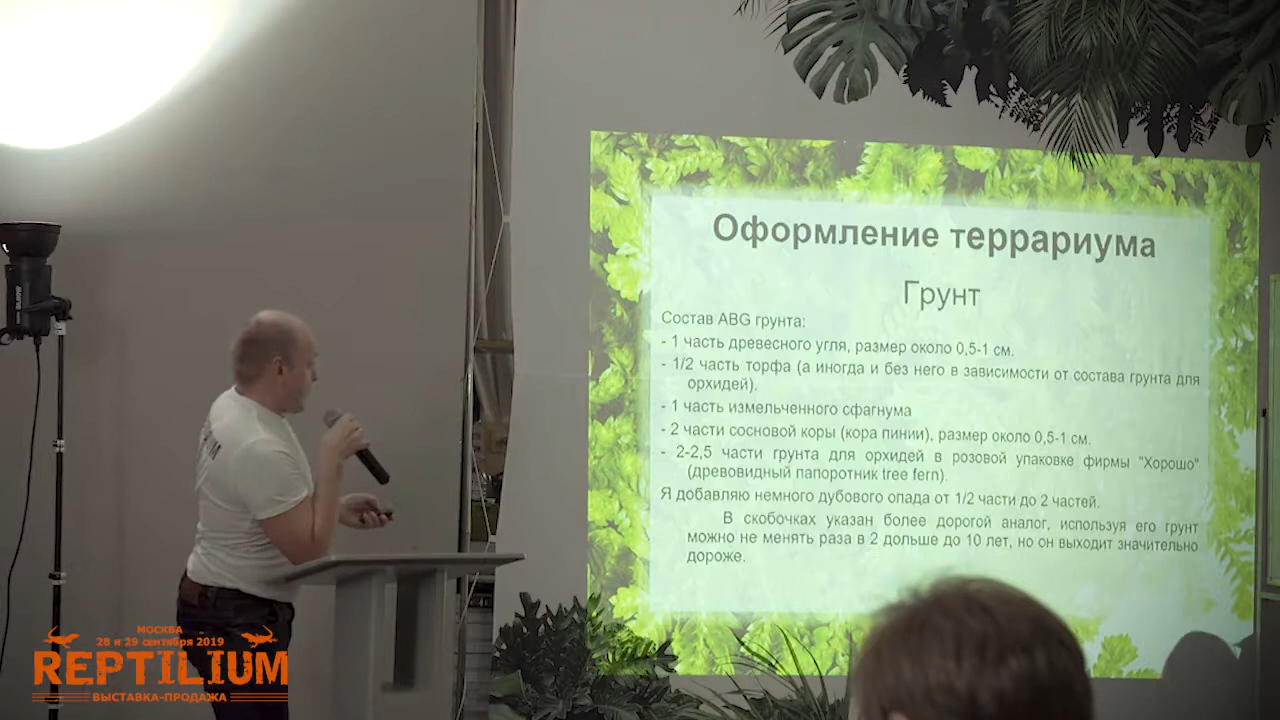 Оформление террариума
Грунт
Состав ABG грунта:
- 1 часть древесного угля, размер около 0,5-1 см.
- 1/2 часть торфа (а иногда и без него в зависимости от состава грунта для
орхидей).
- 1 часть измельченного сфагнума
- 2 части сосновой коры (кора пинии), размер около 0,5-1 см.
- 2-2,5 части грунта для орхидей в розовой упаковке фирмы "Хорошо"
(древовидный папоротник tree fern).
Я добавляю немного дубового опада от 1/2 части до 2 частей.
В скобочках указан более дорогой аналог, используя его грунт
можно не менять раза в 2 дольше до 10 лет, но он выходит значительно
дороже.
МОСКВА
28 и 29 сентября 2019
REPTILIUM
ВЫСТАВКА-ПРОДАЖА